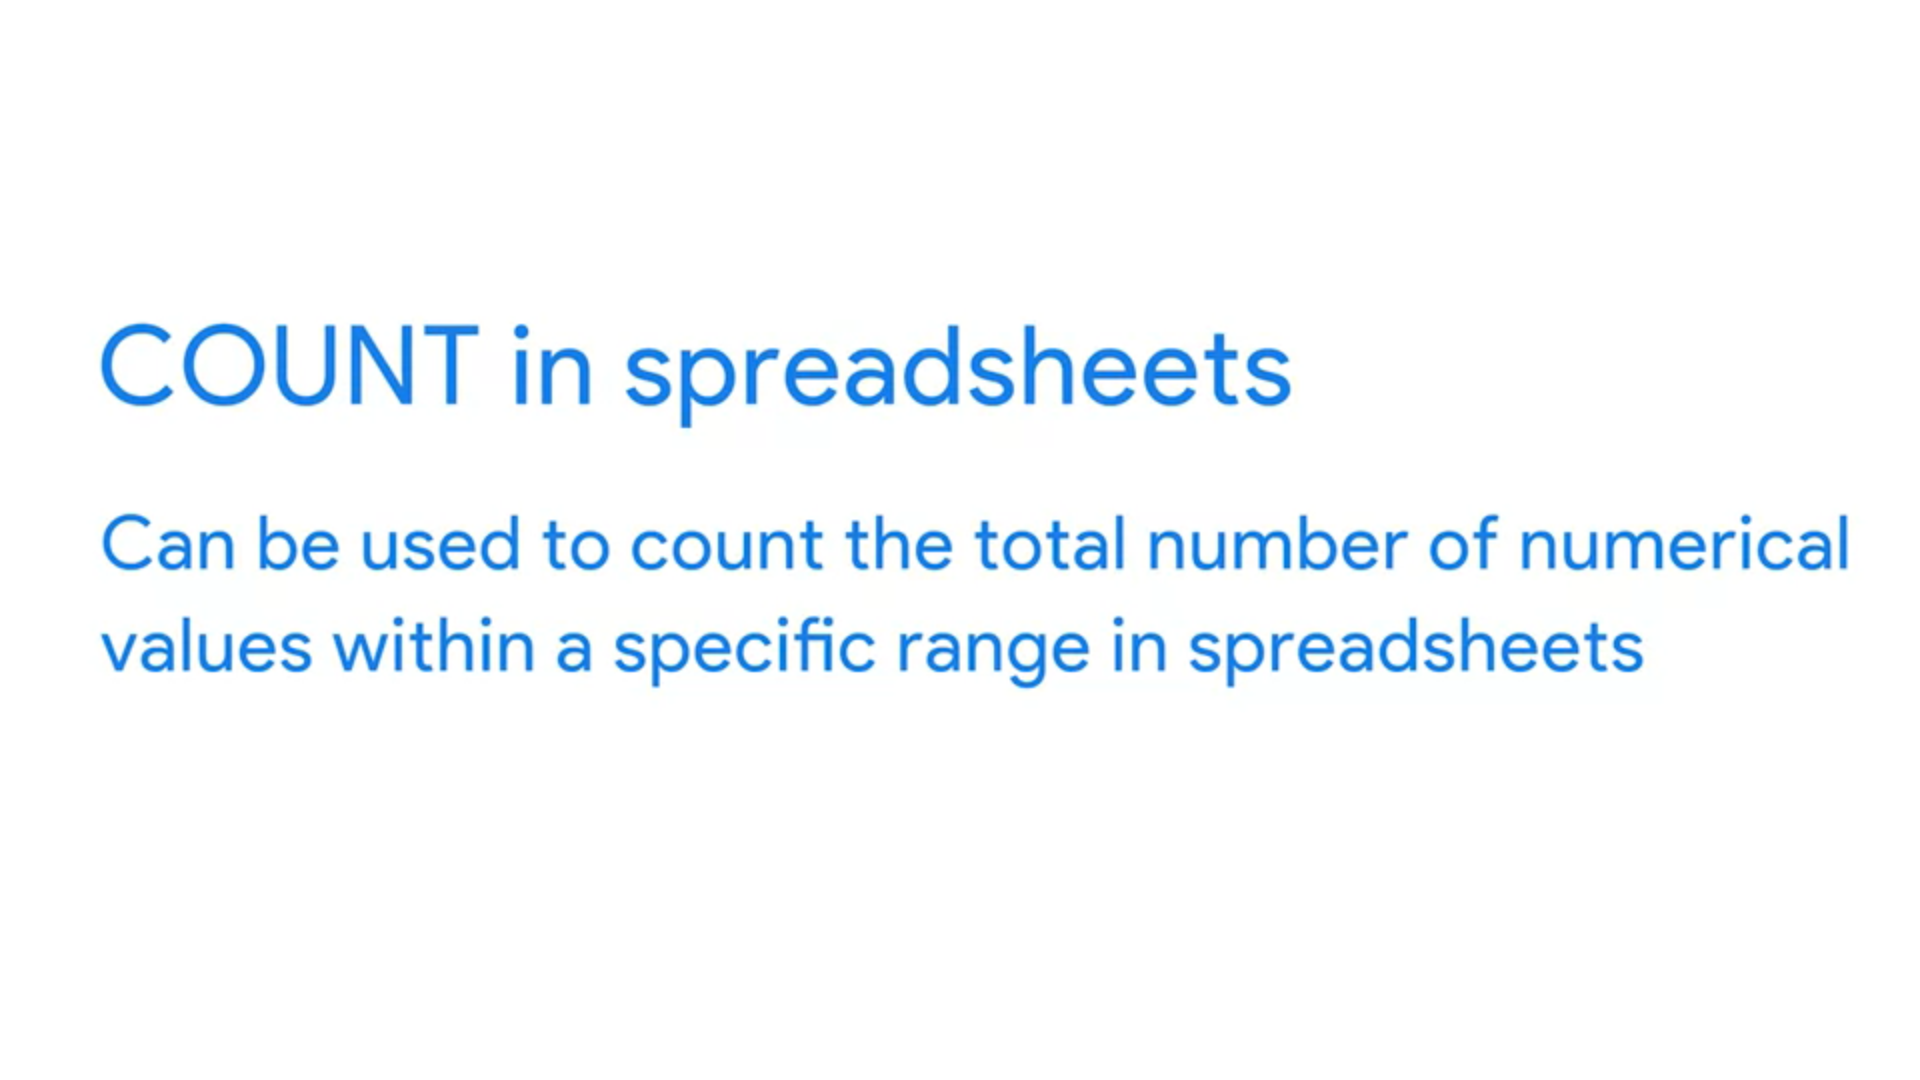 COUNT in spreadsheets
Can be used to count the total number of numerical
values within a specific range in spreadsheets